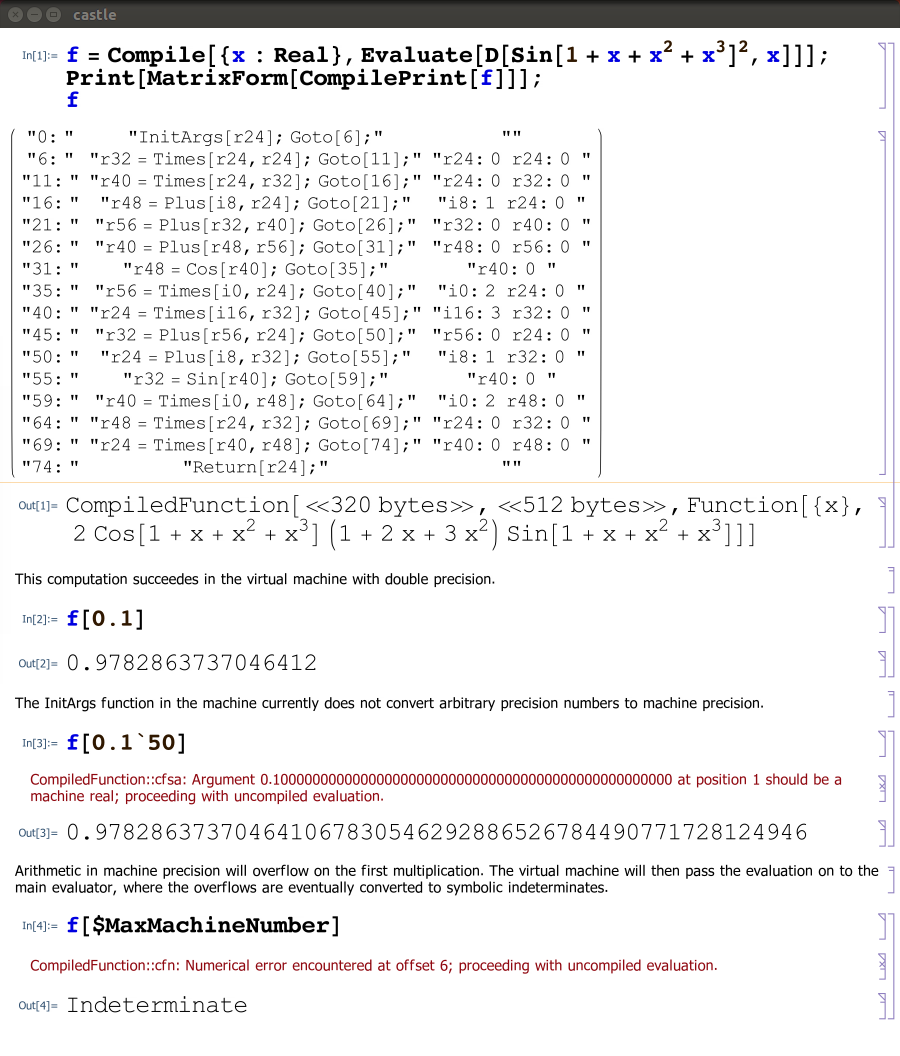 castle
In[1]:= f = Compile[{x : Real}, Evaluate[D[Sin[1 + x + x² + x³]², x]]];
Print[MatrixForm[CompilePrint[f]]];
f
"0: " "InitArgs[r24]; Goto[6];" ""
"6: " "r32 = Times[r24, r24]; Goto[11];" "r24: 0 r24: 0 "
"11: " "r40 = Times[r24, r32]; Goto[16];" "r24: 0 r32: 0 "
"16: " "r48 = Plus[i8, r24]; Goto[21];" "i8: 1 r24: 0 "
"21: " "r56 = Plus[r32, r40]; Goto[26];" "r32: 0 r40: 0 "
"26: " "r40 = Plus[r48, r56]; Goto[31];" "r48: 0 r56: 0 "
"31: " "r48 = Cos[r40]; Goto[35];" "r40: 0 "
"35: " "r56 = Times[i0, r24]; Goto[40];" "i0: 2 r24: 0 "
"40: " "r24 = Times[i16, r32]; Goto[45];" "i16: 3 r32: 0 "
"45: " "r32 = Plus[r56, r24]; Goto[50];" "r56: 0 r24: 0 "
"50: " "r24 = Plus[i8, r32]; Goto[55];" "i8: 1 r32: 0 "
"55: " "r32 = Sin[r40]; Goto[59];" "r40: 0 "
"59: " "r40 = Times[i0, r48]; Goto[64];" "i0: 2 r48: 0 "
"64: " "r48 = Times[r24, r32]; Goto[69];" "r24: 0 r32: 0 "
"69: " "r24 = Times[r40, r48]; Goto[74];" "r40: 0 r48: 0 "
"74: " "Return[r24];" ""
Out[1]= CompiledFunction[≪320 bytes≫, ≪512 bytes≫, Function[{x},
2 Cos[1 + x + x² + x³] (1 + 2 x + 3 x²) Sin[1 + x + x² + x³]]]
This computation succeedes in the virtual machine with double precision.
In[2]:= f[0.1]
Out[2]= 0.9782863737046412
The InitArgs function in the machine currently does not convert arbitrary precision numbers to machine precision.
In[3]:= f[0.1`50]
CompiledFunction::cfsa: Argument 0.10000000000000000000000000000000000000000000000000 at position 1 should be a
machine real; proceeding with uncompiled evaluation.
Out[3]= 0.97828637370464106783054629288652678449077172812​4946
Arithmetic in machine precision will overflow on the first multiplication. The virtual machine will then pass the evaluation on to the
main evaluator, where the overflows are eventually converted to symbolic indeterminates.
In[4]:= f[$MaxMachineNumber]
CompiledFunction::cfn: Numerical error encountered at offset 6; proceeding with uncompiled evaluation.
Out[4]= Indeterminate